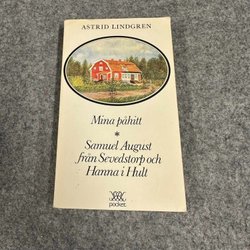 ASTRID LINDGREN
Mina påhitt
*
Samuel August
från Sevedstorp och
Hanna i Hult
pocket